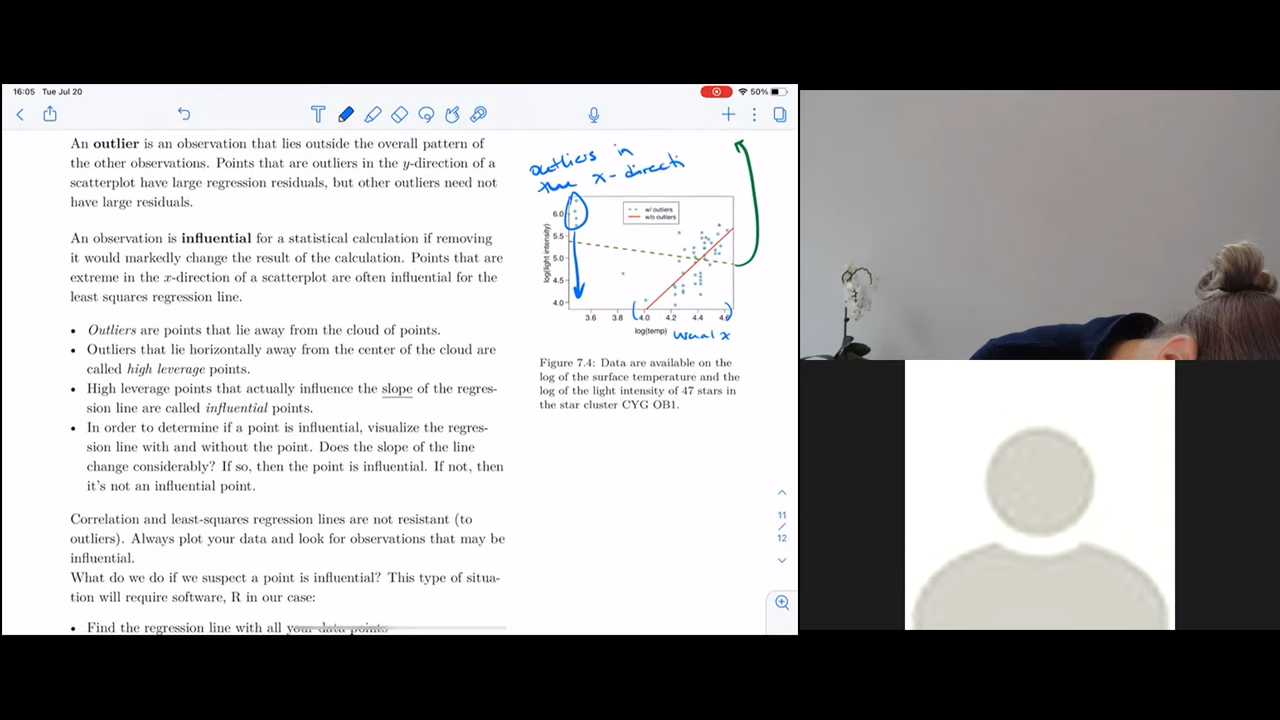 16:05 Tue Jul 20
50%
An outlier is an observation that lies outside the overall pattern of
the other observations. Points that are outliers in the y-direction of a
scatterplot have large regression residuals, but other outliers need not
have large residuals.
An observation is influential for a statistical calculation if removing
it would markedly change the result of the calculation. Points that are
extreme in the x-direction of a scatterplot are often influential for the
least squares regression line.
• Outliers are points that lie away from the cloud of points.
• Outliers that lie horizontally away from the center of the cloud are
called high leverage points.
• High leverage points that actually influence the slope of the regres-
sion line are called influential points.
• In order to determine if a point is influential, visualize the regres-
sion line with and without the point. Does the slope of the line
change considerably? If so, then the point is influential. If not, then
it's not an influential point.
Correlation and least-squares regression lines are not resistant (to
outliers). Always plot your data and look for observations that may be
influential.
What do we do if we suspect a point is influential? This type of situa-
tion will require software, R in our case:
• Find the regression line with all your data points
outliers in
the x-directi
w/ outliers
w/o outliers
6.0
5.5
5.0
4.5
4.0
log(light intensity)
3.6 3.8 4.0 4.2 4.4 4.6
log(temp)
usual x
Figure 7.4: Data are available on the
log of the surface temperature and the
log of the light intensity of 47 stars in
the star cluster CYG OB1.
11
/
12